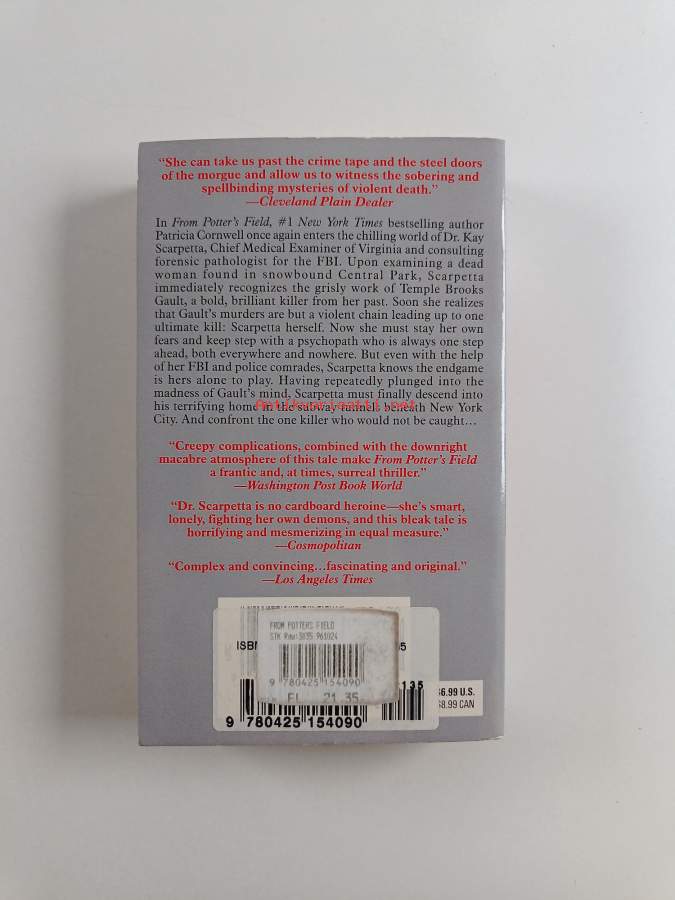 “She can take us past the crime tape and the steel doors
of the morgue and allow us to witness the sobering and
spellbinding mysteries of violent death.”
—Cleveland Plain Dealer
In From Potter’s Field, #1 New York Times bestselling author
Patricia Cornwell once again enters the chilling world of Dr. Kay
Scarpetta, Chief Medical Examiner of Virginia and consulting
forensic pathologist for the FBI. Upon examining a dead
woman found in snowbound Central Park, Scarpetta
immediately recognizes the grisly work of Temple Brooks
Gault, a bold, brilliant killer from her past. Soon she realizes
that Gault’s murders are but a violent chain leading up to one
ultimate kill: Scarpetta herself. Now she must stay her own
fears and keep step with a psychopath who is always one step
ahead, both everywhere and nowhere. But even with the help
of her FBI and police comrades, Scarpetta knows the endgame
is hers alone to play. Having repeatedly plunged into the
madness of Gault’s mind, Scarpetta must finally descend into
his terrifying home in the subway tunnels beneath New York
Antikvariaatti.net
City. And confront the one killer who would not be caught…
“Creepy complications, combined with the downright
macabre atmosphere of this tale make From Potter’s Field
a frantic and, at times, surreal thriller.”
—Washington Post Book World
“Dr. Scarpetta is no cardboard heroine—she’s smart,
lonely, fighting her own demons, and this bleak tale is
horrifying and mesmerizing in equal measure.”
—Cosmopolitan
“Complex and convincing…fascinating and original.”
—Los Angeles Times
FROM POTTERS FIELD
STK 961024
ISBN
9 780425 154090
21.35
135
$6.99 U.S.
$8.99 CAN
9 780425 154090